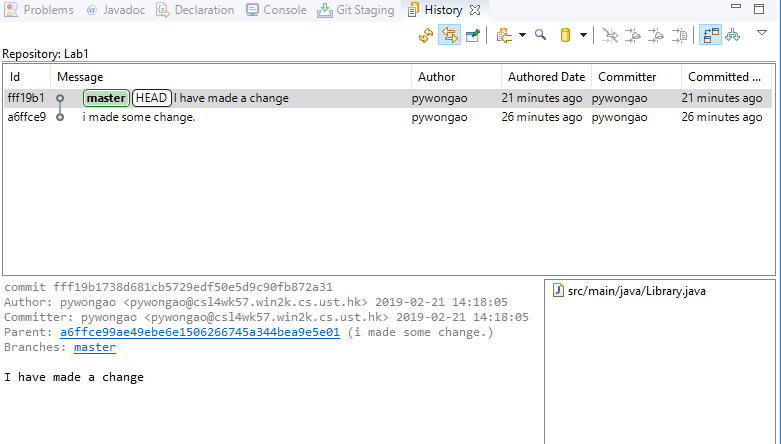 Problems @ Javadoc Declaration Console Git Staging History
Repository: Lab1
Id Message Author Authored Date Committer Committed ...
fff19b1 master HEAD I have made a change pywongao 21 minutes ago pywongao 21 minutes ago
a6ffce9 i made some change. pywongao 26 minutes ago pywongao 26 minutes ago
commit fff19b1738d681cb5729edf50e5d9c90fb872a31
Author: pywongao <pywongao@csl4wk57.win2k.cs.ust.hk> 2019-02-21 14:18:05
Committer: pywongao <pywongao@csl4wk57.win2k.cs.ust.hk> 2019-02-21 14:18:05
Parent: a6ffce99ae49ebe6e1506266745a344bea9e5e01 (i made some change.)
Branches: master
I have made a change
src/main/java/Library.java